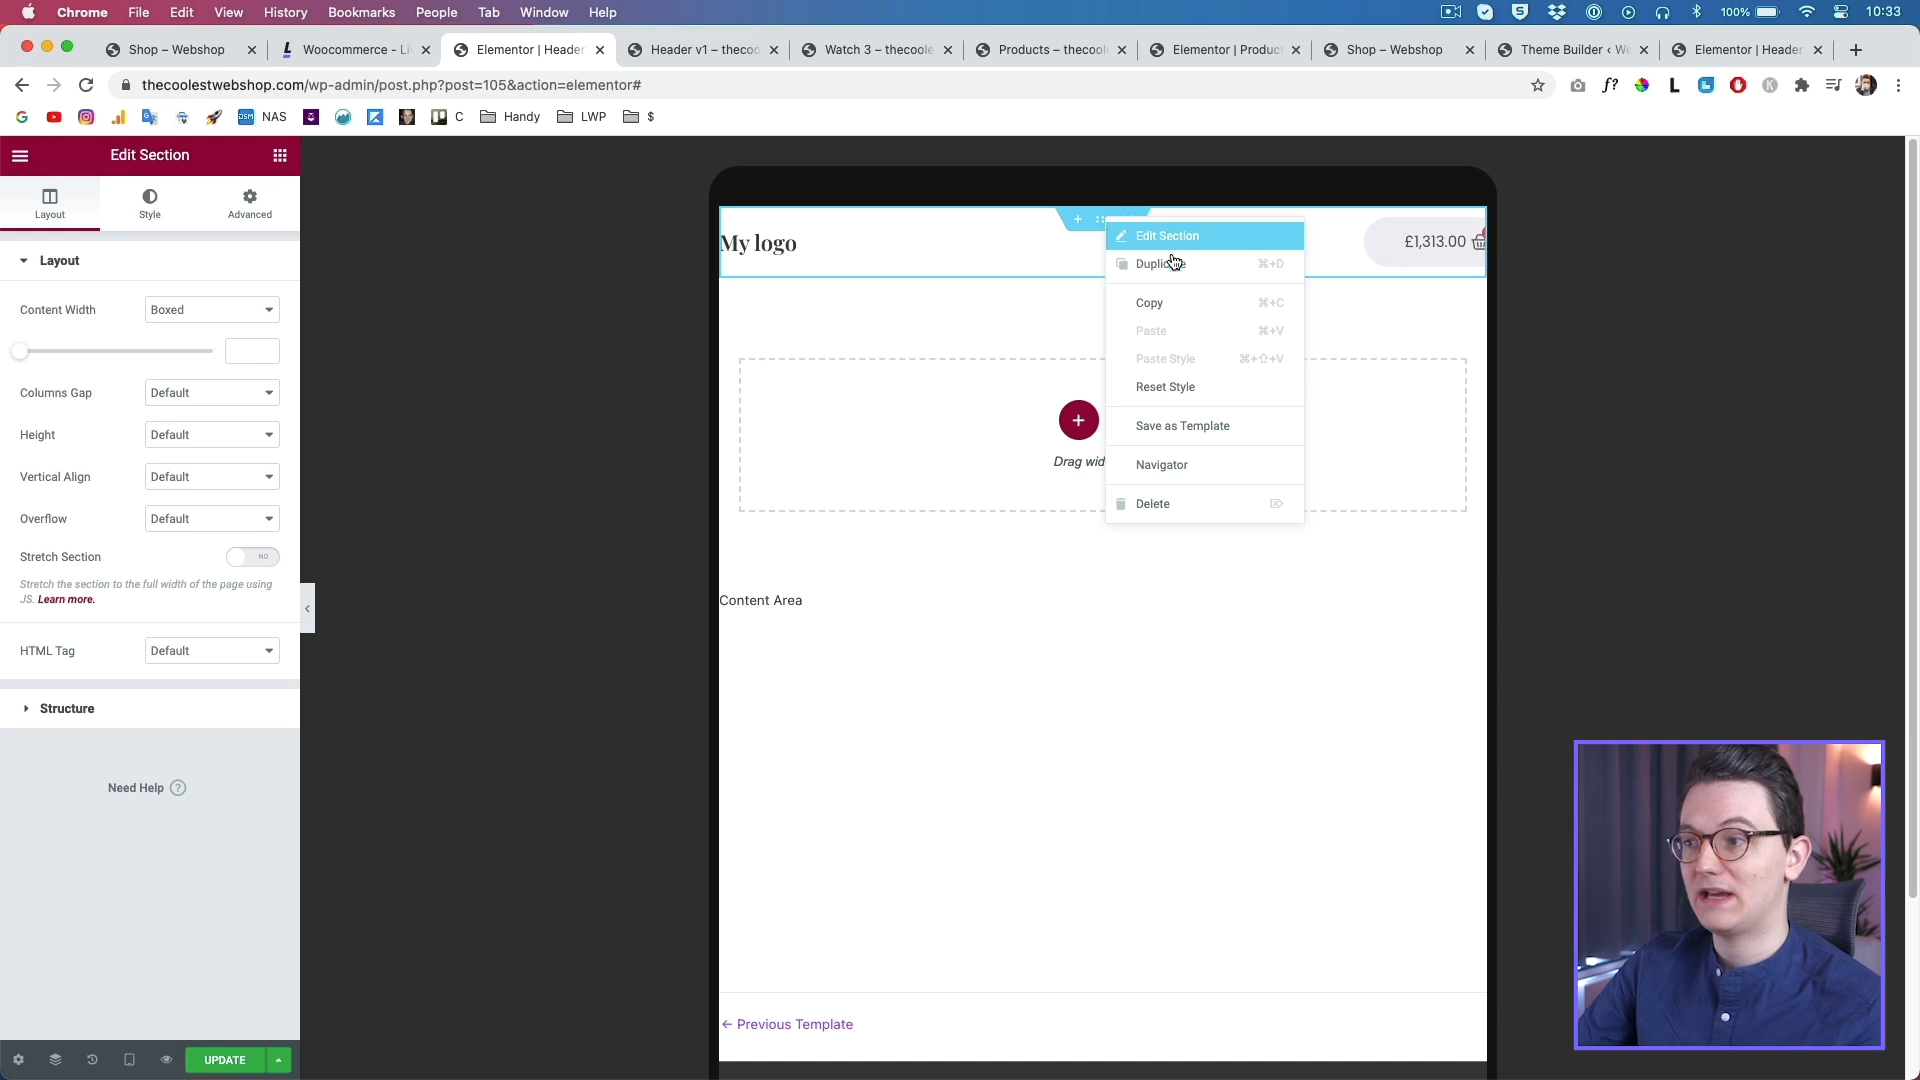 Chrome File Edit View History Bookmarks People Tab Window Help 100% 10:33
Shop – Webshop Woocommerce - Li Elementor | Header Header v1 – thecoo Watch 3 – thecoole Products – thecool Elementor | Produc Shop – Webshop Theme Builder ‹ W Elementor | Header
thecoolestwebshop.com/wp-admin/post.php?post=105&action=elementor#
NAS C Handy LWP $
Edit Section
Layout Style Advanced
Layout
Content Width Boxed
Columns Gap Default
Height Default
Vertical Align Default
Overflow Default
Stretch Section NO
Stretch the section to the full width of the page using
JS. Learn more.
HTML Tag Default
Structure
Need Help ?
UPDATE
My logo
£1,313.00
Edit Section
Duplicate ⌘+D
Copy ⌘+C
Paste ⌘+V
Paste Style ⌘+⇧+V
Reset Style
Save as Template
Navigator
Delete ⌦
Drag wid
Content Area
← Previous Template